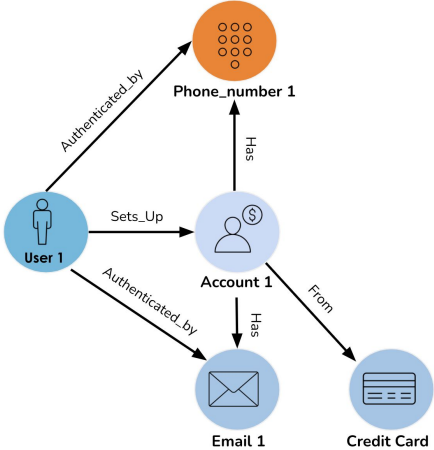 Phone_number 1
Authenticated_by
Has
Sets_Up
User 1
$
Account 1
Authenticated_by
Has
From
Email 1
Credit Card